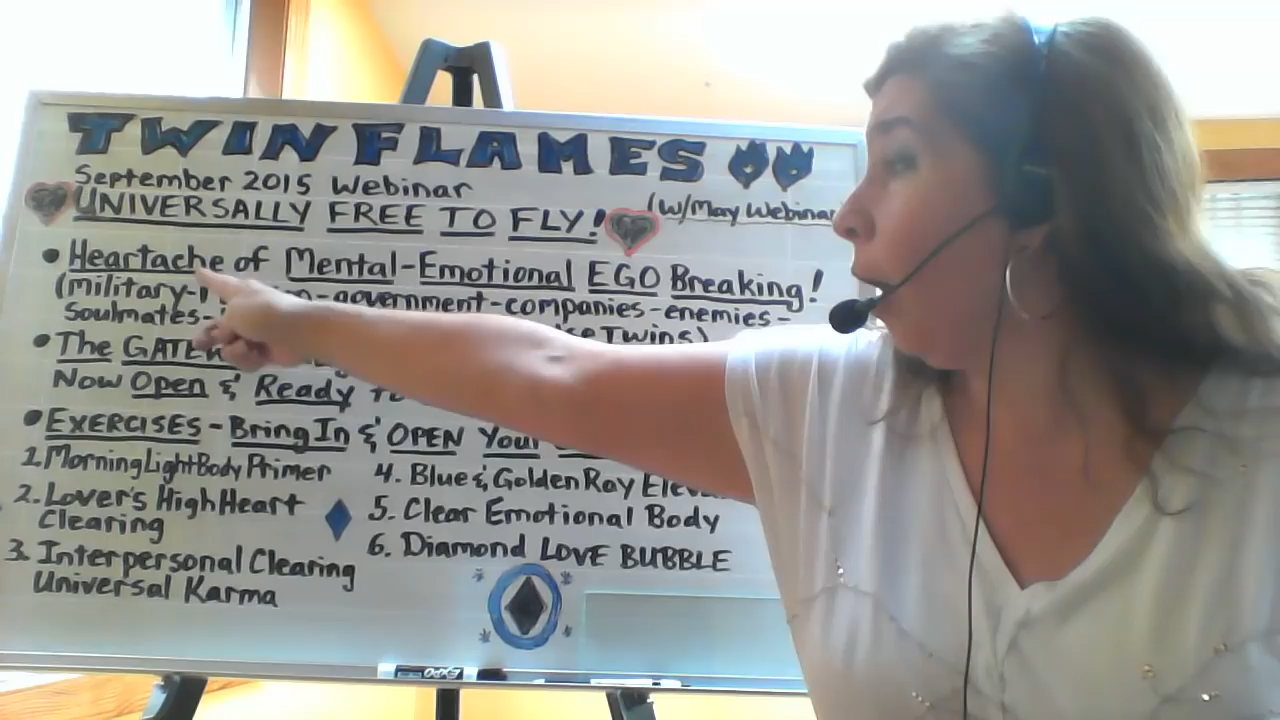 TWIN FLAMES
September 2015 Webinar
(w/May Webinar
UNIVERSALLY FREE TO FLY!
• Heartache of Mental-Emotional EGO Breaking!
(military- -government-companies-enemies-
Soulmates- Twins)
• The
Now Open & Ready
• EXERCISES - Bring In & OPEN Your
1. Morning Light Body Primer
2. Lover's High Heart
Clearing
3. Interpersonal Clearing
Universal Karma
4. Blue & Golden Ray
5. Clear Emotional Body
6. Diamond LOVE BUBBLE
EXPO